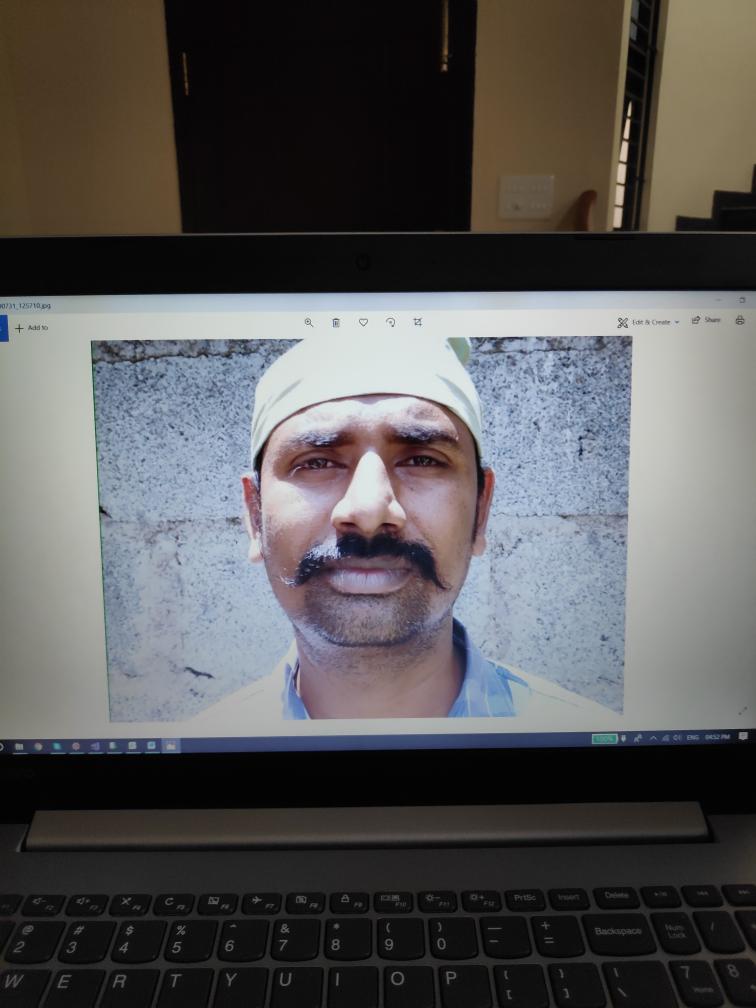 0731_125710.jpg
Add to
Edit & Create
Share
100%
ENG
04:52 PM
F2
F3
F4
F5
F6
F7
F8
F9
F10
F11
F12
PrtSc
Insert
Delete
@ # $ % ^ & * ( ) — +
2 3 4 5 6 7 8 9 0 - =
Backspace
Num Lock
/
W E R T Y U I O P [ ] \ 7 8
{ } |
Home